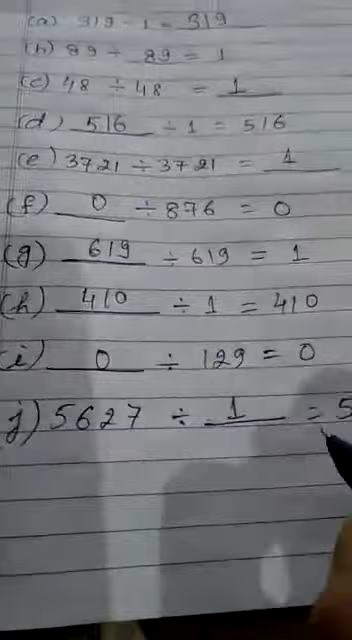 (a) 319 ÷ 1 = 319
(b) 89 ÷ 89 = 1
(c) 48 ÷ 48 = 1
(d) 516 ÷ 1 = 516
(e) 3721 ÷ 3721 = 1
(f) 0 ÷ 876 = 0
(g) 619 ÷ 619 = 1
(h) 410 ÷ 1 = 410
(i) 0 ÷ 129 = 0
j) 5627 ÷ 1 = 5